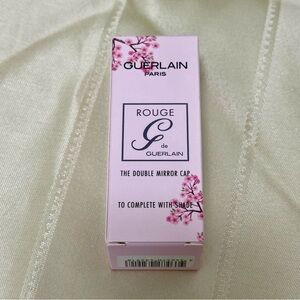 GUERLAIN
PARIS
ROUGE
G
de
GUERLAIN
THE DOUBLE MIRROR CAP
TO COMPLETE WITH SHADE